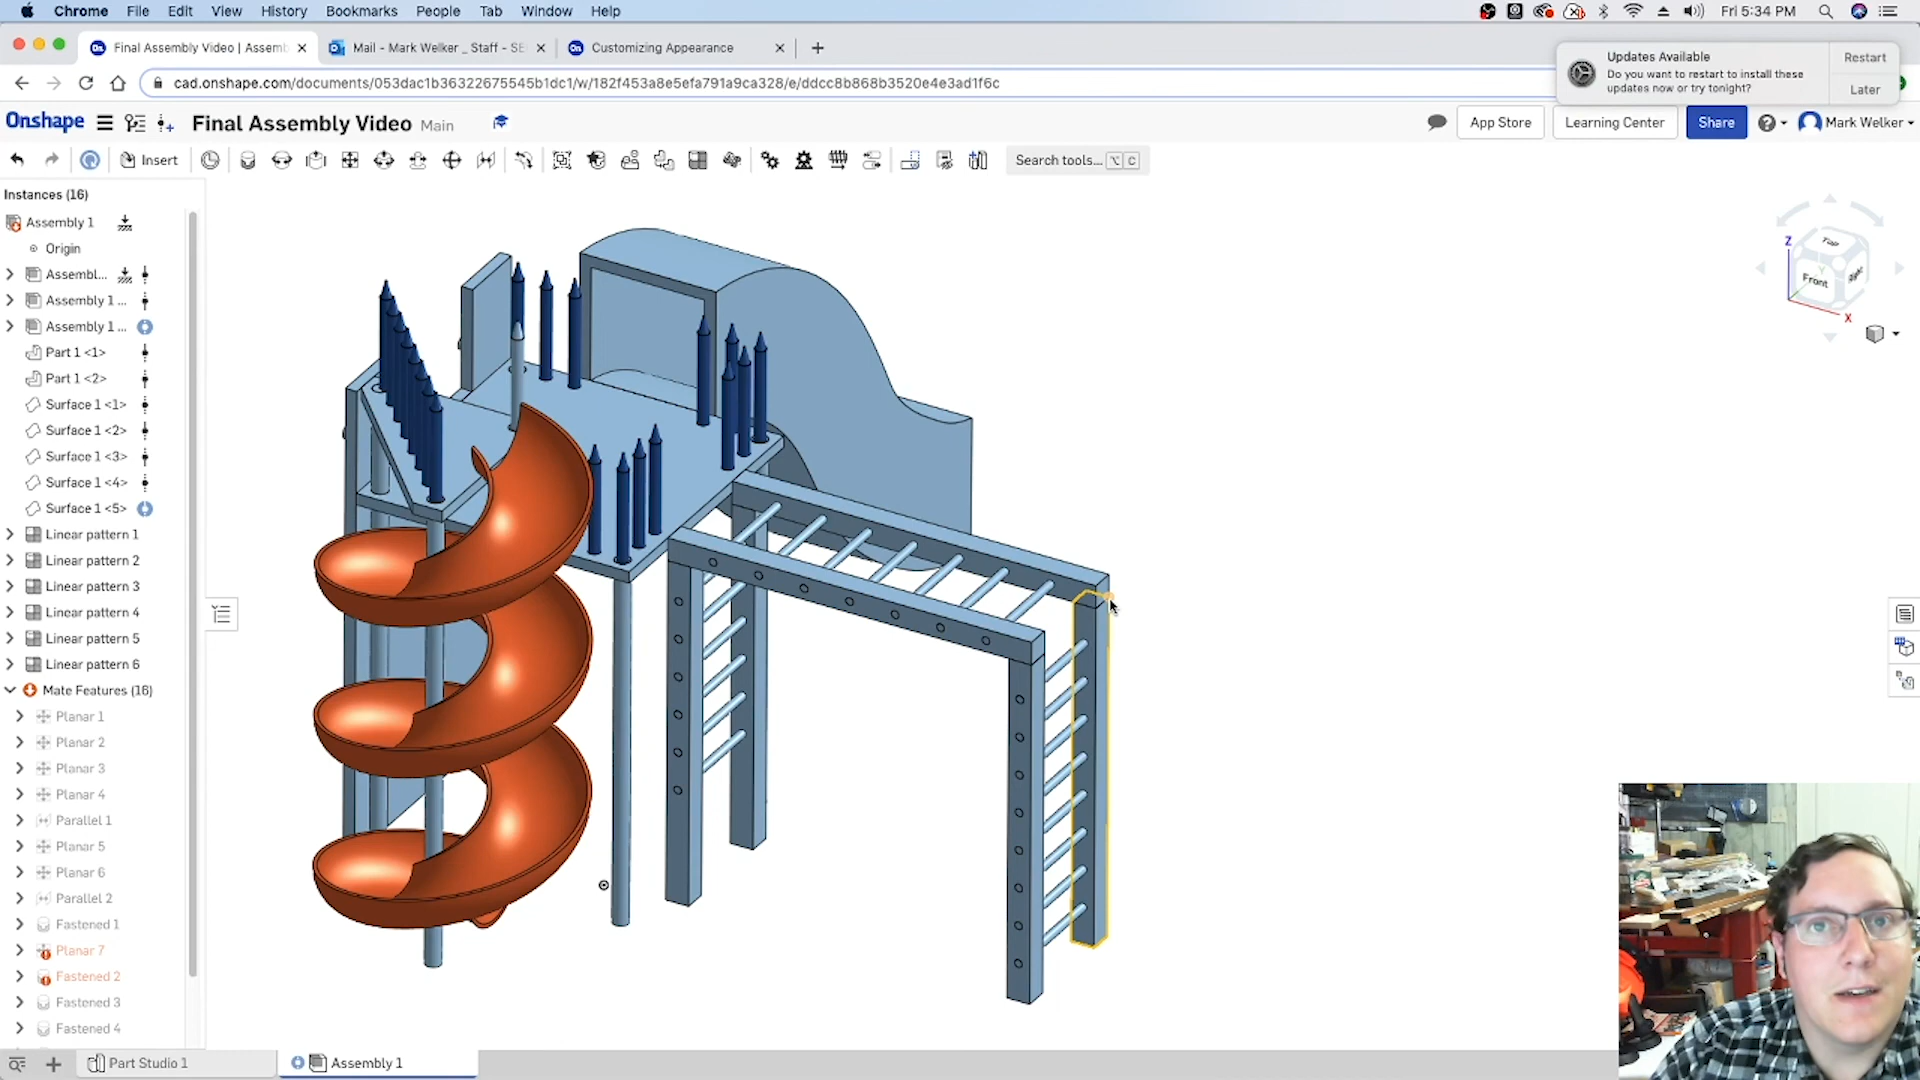 Chrome File Edit View History Bookmarks People Tab Window Help Fri 5:34 PM
Final Assembly Video | Assemb Mail - Mark Welker _ Staff - SE Customizing Appearance
Updates Available
Do you want to restart to install these
updates now or try tonight?
Restart
Later
cad.onshape.com/documents/053dac1b36322675545b1dc1/w/182f453a8e5efa791a9ca328/e/ddcc8b868b3520e4e3ad1f6c
Onshape Final Assembly Video Main App Store Learning Center Share Mark Welker
Insert Search tools... ⌥ C
Instances (16)
Assembly 1
Origin
Assembl...
Assembly 1 ...
Assembly 1 ...
Part 1 <1>
Part 1 <2>
Surface 1 <1>
Surface 1 <2>
Surface 1 <3>
Surface 1 <4>
Surface 1 <5>
Linear pattern 1
Linear pattern 2
Linear pattern 3
Linear pattern 4
Linear pattern 5
Linear pattern 6
Mate Features (16)
Planar 1
Planar 2
Planar 3
Planar 4
Parallel 1
Planar 5
Planar 6
Parallel 2
Fastened 1
Planar 7
Fastened 2
Fastened 3
Fastened 4
Z
Top
Front
Right
Y
X
Part Studio 1 Assembly 1